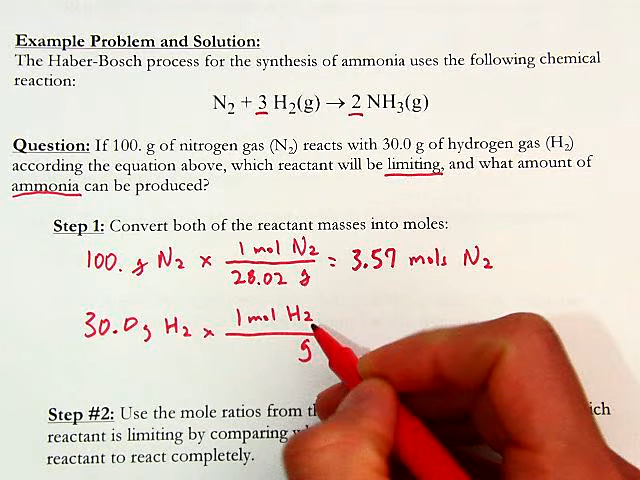 Example Problem and Solution:
The Haber-Bosch process for the synthesis of ammonia uses the following chemical
reaction:
N₂ + 3 H₂(g) → 2 NH₃(g)
Question: If 100. g of nitrogen gas (N₂) reacts with 30.0 g of hydrogen gas (H₂)
according the equation above, which reactant will be limiting, and what amount of
ammonia can be produced?
Step 1: Convert both of the reactant masses into moles:
100. g N₂ × 1 mol N₂ / 28.02 g = 3.57 mols N₂
30.0 g H₂ × 1 mol H₂ / g
Step #2: Use the mole ratios from
reactant is limiting by comparing
reactant to react completely.